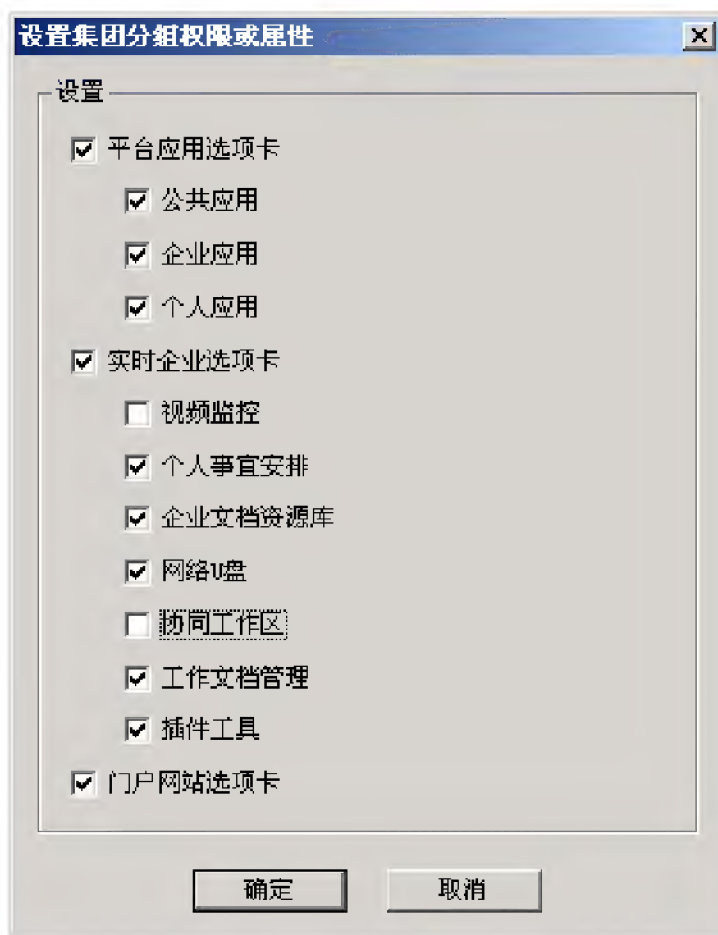 设置集团分组权限或属性
设置
平台应用选项卡
公共应用
企业应用
个人应用
实时企业选项卡
视频监控
个人事宜安排
企业文档资源库
网络U盘
协同工作区
工作文档管理
插件工具
门户网站选项卡
确定 取消